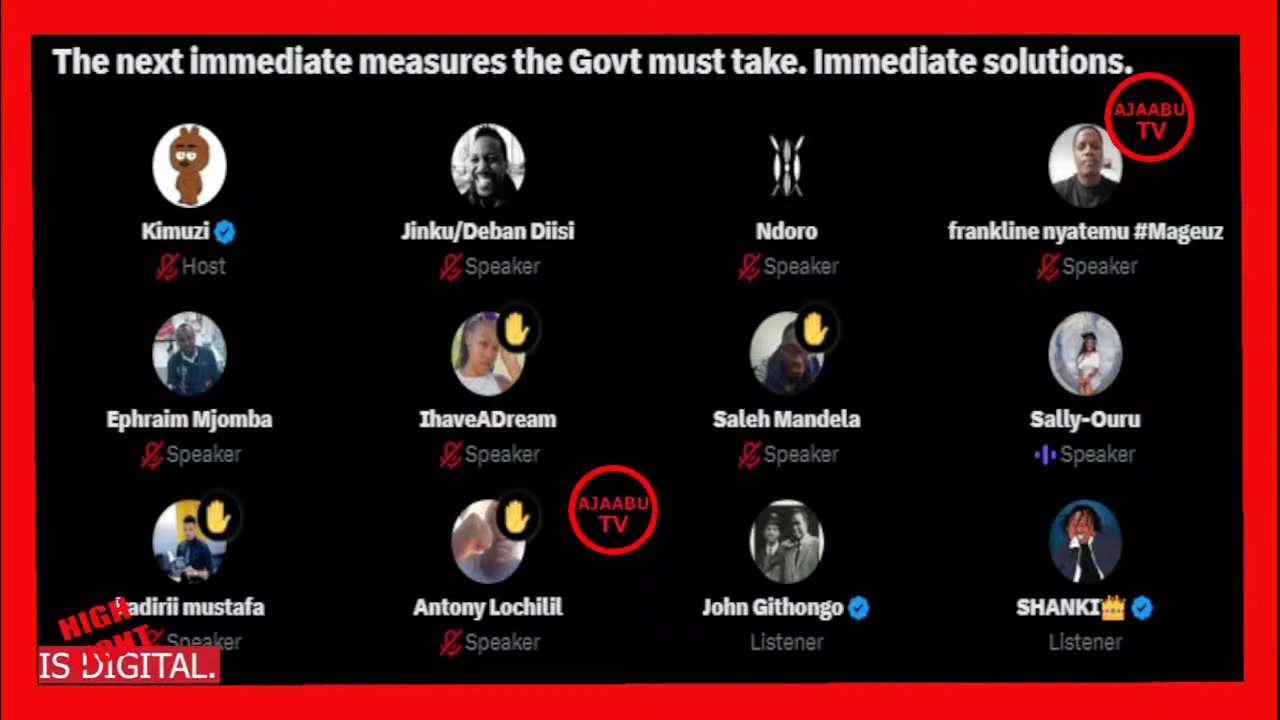 The next immediate measures the Govt must take. Immediate solutions.
AJAABU
TV
Kimuzi
Jinku/Deban Diisi
Ndoro
frankline nyatemu #Mageuz
Host
Speaker
Speaker
Speaker
Ephraim Mjomba
IhaveADream
Saleh Mandela
Sally-Ouru
Speaker
Speaker
Speaker
Speaker
AJAABU
TV
adirii mustafa
Antony Lochilil
John Githongo
SHANKI👑
Speaker
Speaker
Listener
Listener
HIGH
IS DIGITAL.